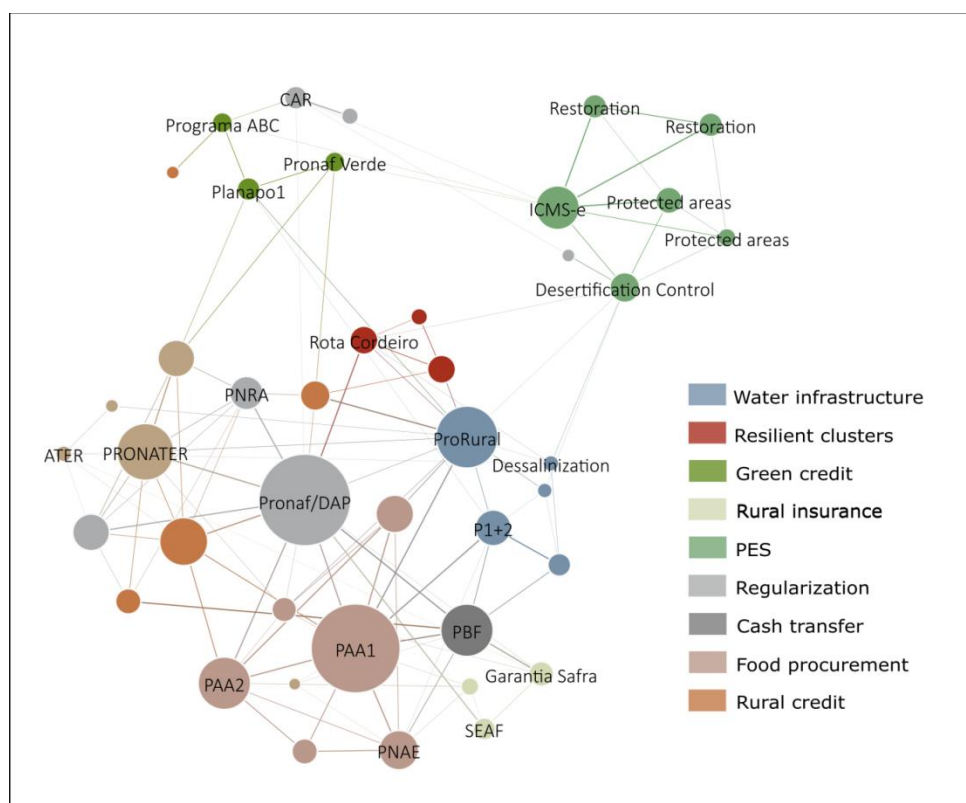 CAR
Programa ABC
Pronaf Verde
Planapo1
Restoration
Restoration
ICMS-e
Protected areas
Protected areas
Desertification Control
Rota Cordeiro
PNRA
ATER
PRONATER
ProRural
Dessalinization
Pronaf/DAP
P1+2
PBF
PAA1
PAA2
Garantia Safra
SEAF
PNAE
Water infrastructure
Resilient clusters
Green credit
Rural insurance
PES
Regularization
Cash transfer
Food procurement
Rural credit